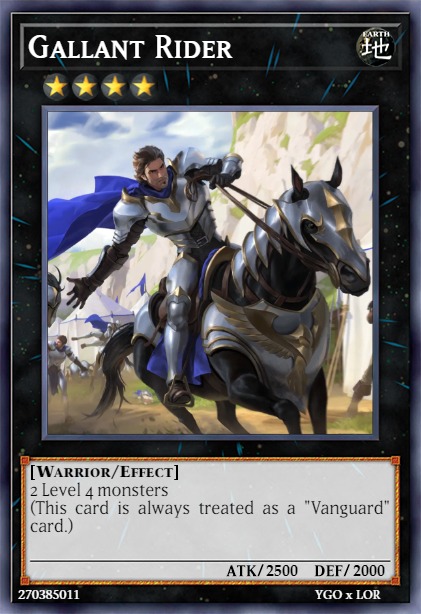 Gallant Rider
EARTH
地
[Warrior/Effect]
2 Level 4 monsters
(This card is always treated as a "Vanguard"
card.)
ATK/2500 DEF/2000
270385011 YGO x LOR